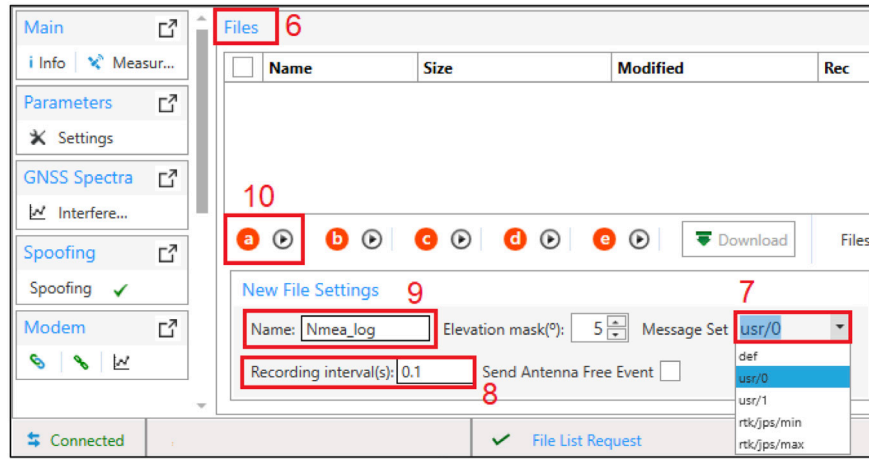 Main
i Info
Measur...
Parameters
Settings
GNSS Spectra
Interfere...
Spoofing
Spoofing
Modem
Connected
Files 6
Name Size Modified Rec
10
a b c d e Download Files
New File Settings 9 7
Name: Nmea_log Elevation mask(º): 5 Message Set usr/0
Recording interval(s): 0.1 Send Antenna Free Event
8
def
usr/0
usr/1
rtk/jps/min
rtk/jps/max
File List Request